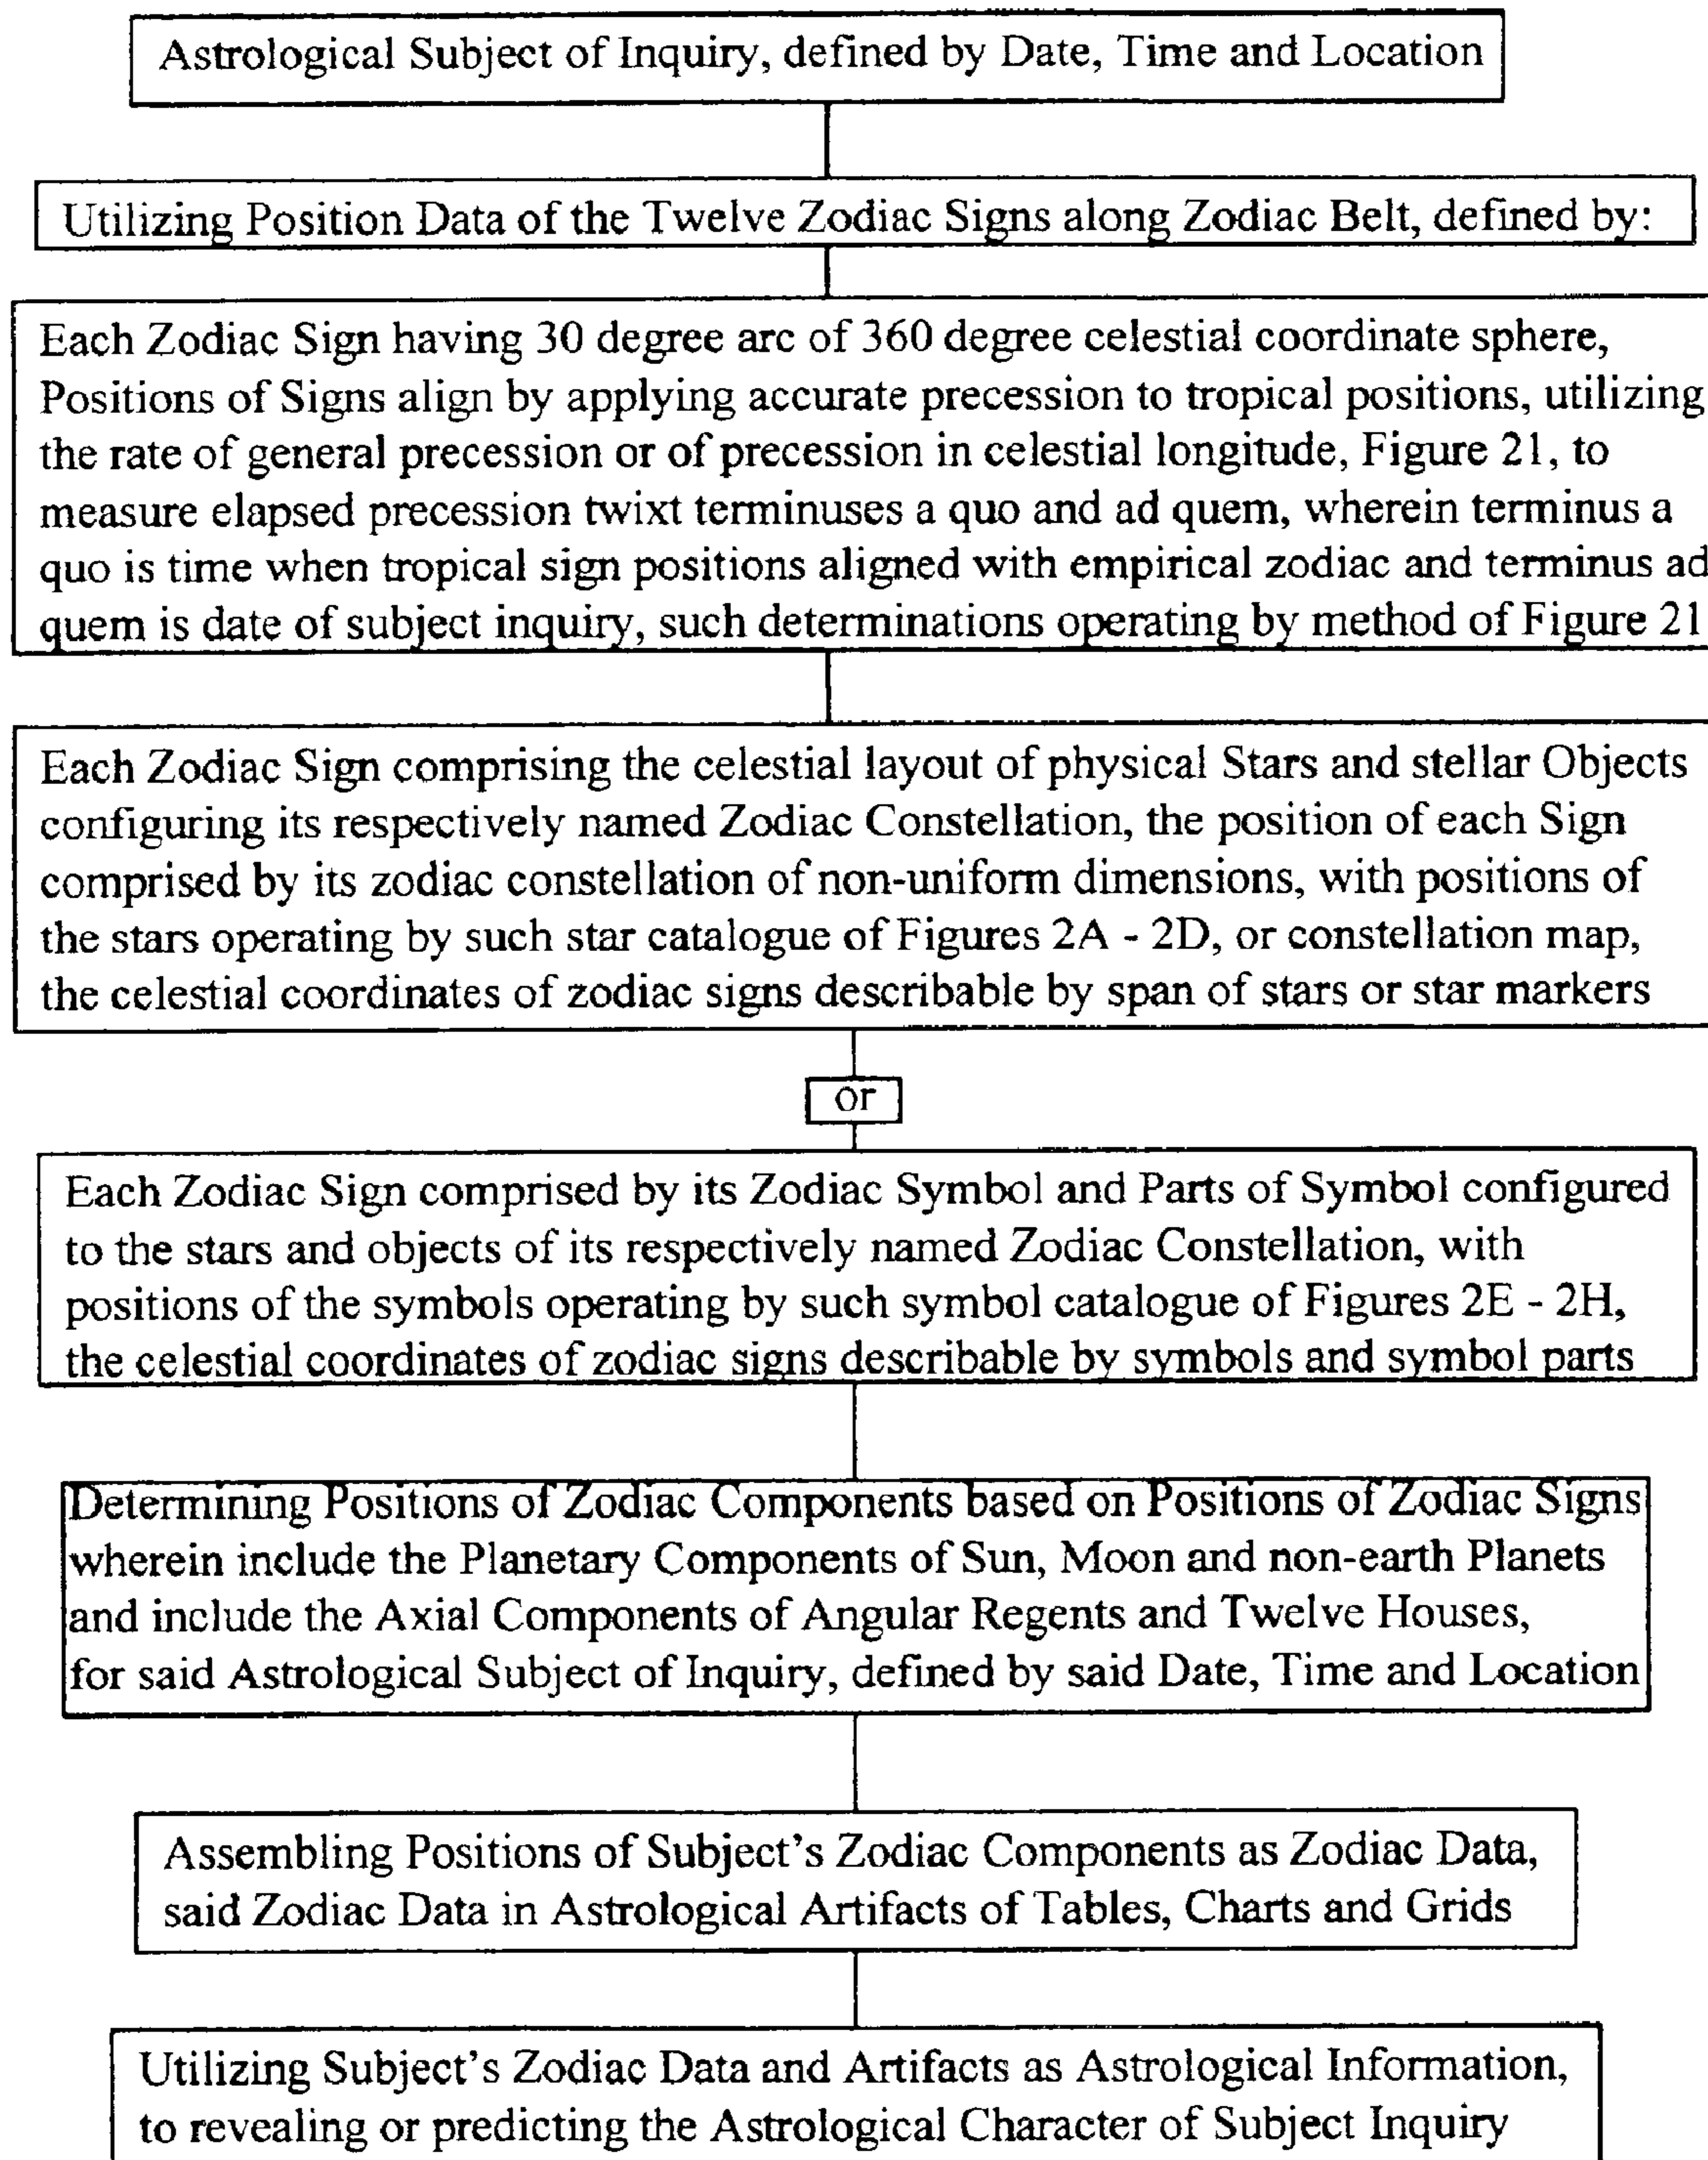 Astrological Subject of Inquiry, defined by Date, Time and Location
Utilizing Position Data of the Twelve Zodiac Signs along Zodiac Belt, defined by:
Each Zodiac Sign having 30 degree arc of 360 degree celestial coordinate sphere,
Positions of Signs align by applying accurate precession to tropical positions, utilizing
the rate of general precession or of precession in celestial longitude, Figure 21, to
measure elapsed precession twixt terminuses a quo and ad quem, wherein terminus a
quo is time when tropical sign positions aligned with empirical zodiac and terminus ad
quem is date of subject inquiry, such determinations operating by method of Figure 21
Each Zodiac Sign comprising the celestial layout of physical Stars and stellar Objects
configuring its respectively named Zodiac Constellation, the position of each Sign
comprised by its zodiac constellation of non-uniform dimensions, with positions of
the stars operating by such star catalogue of Figures 2A - 2D, or constellation map,
the celestial coordinates of zodiac signs describable by span of stars or star markers
or
Each Zodiac Sign comprised by its Zodiac Symbol and Parts of Symbol configured
to the stars and objects of its respectively named Zodiac Constellation, with
positions of the symbols operating by such symbol catalogue of Figures 2E - 2H,
the celestial coordinates of zodiac signs describable by symbols and symbol parts
Determining Positions of Zodiac Components based on Positions of Zodiac Signs
wherein include the Planetary Components of Sun, Moon and non-earth Planets
and include the Axial Components of Angular Regents and Twelve Houses,
for said Astrological Subject of Inquiry, defined by said Date, Time and Location
Assembling Positions of Subject's Zodiac Components as Zodiac Data,
said Zodiac Data in Astrological Artifacts of Tables, Charts and Grids
Utilizing Subject's Zodiac Data and Artifacts as Astrological Information,
to revealing or predicting the Astrological Character of Subject Inquiry